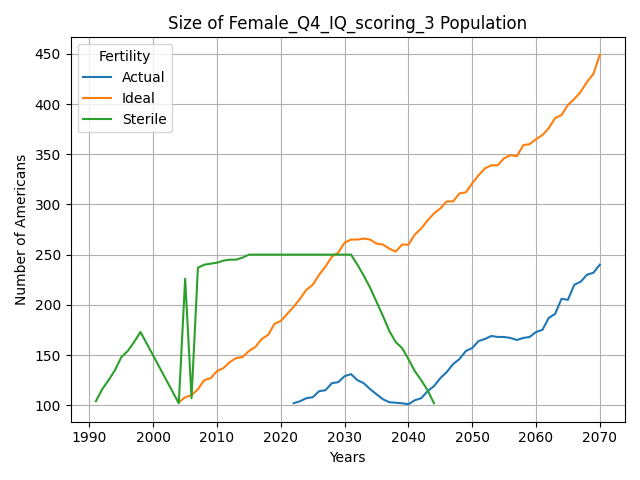 Size of Female_Q4_IQ_scoring_3 Population
Fertility
Actual
Ideal
Sterile
Number of Americans
450
400
350
300
250
200
150
100
1990 2000 2010 2020 2030 2040 2050 2060 2070
Years